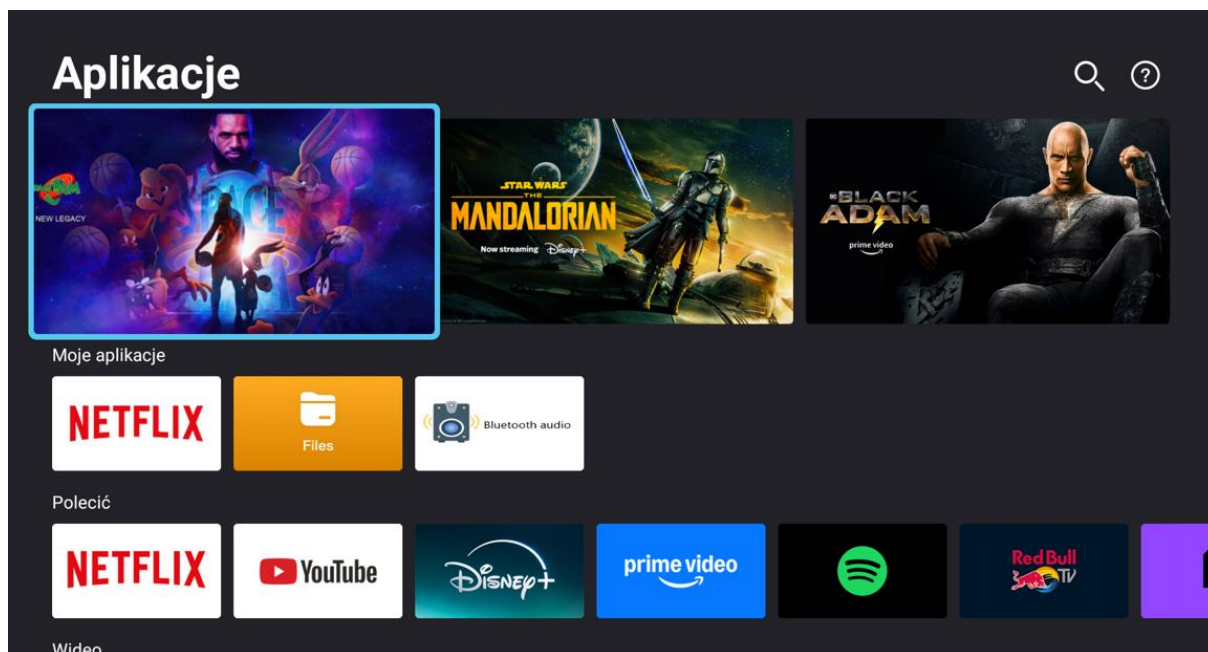 Aplikacje
NEW LEGACY
STAR WARS
THE
MANDALORIAN
Now streaming Disney+
BLACK
ADAM
prime video
Moje aplikacje
NETFLIX
Files
Bluetooth audio
Polecić
NETFLIX
YouTube
Disney+
prime video
Red Bull
TV
Wideo